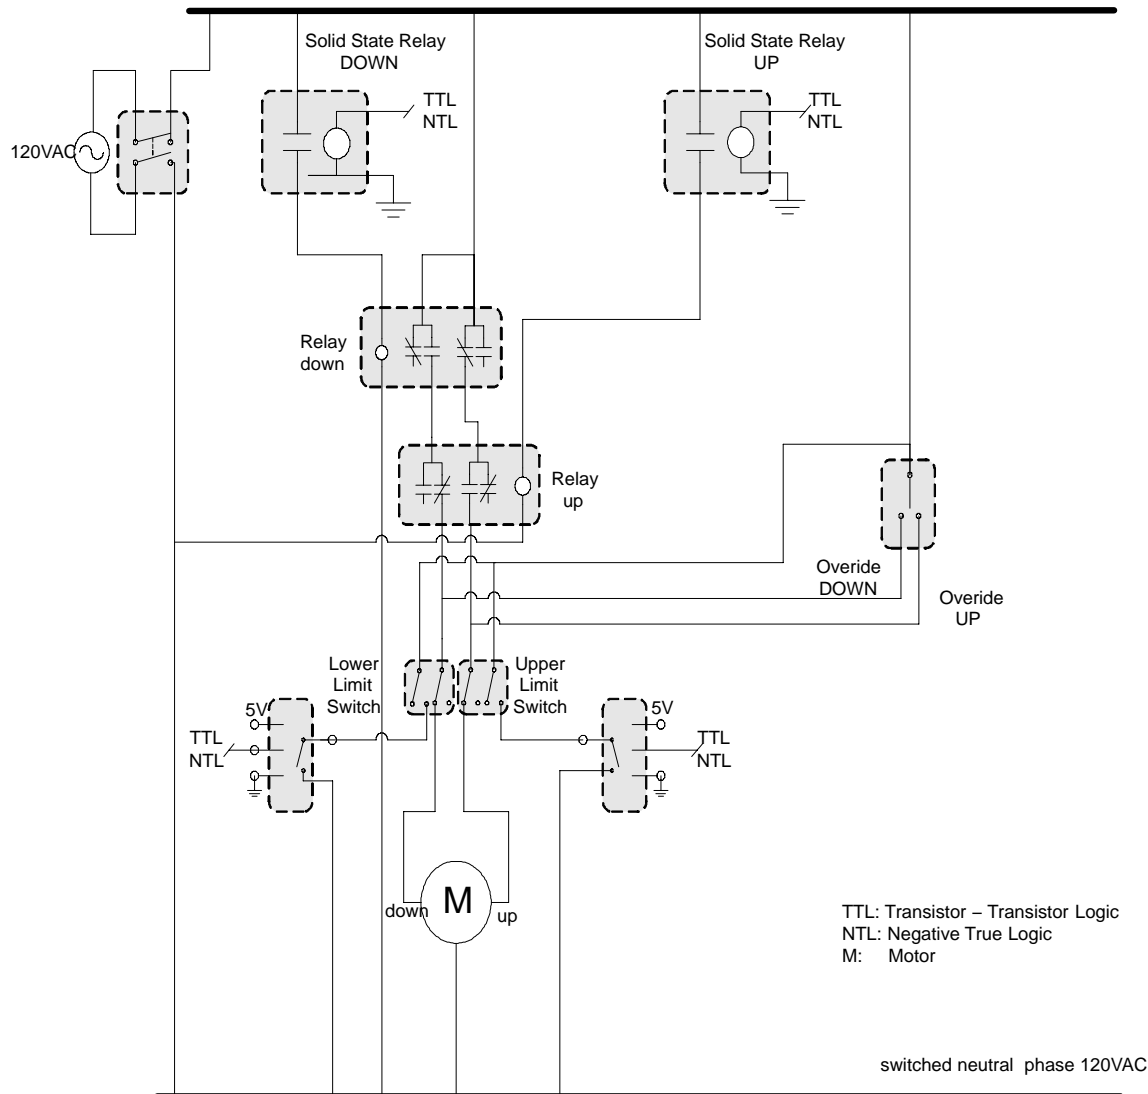 Solid State Relay
DOWN
Solid State Relay
UP
TTL
NTL
TTL
NTL
120VAC
Relay
down
Relay
up
Overide
DOWN
Overide
UP
Lower
Limit
Switch
Upper
Limit
Switch
5V
5V
TTL
NTL
TTL
NTL
M
down
up
TTL: Transistor – Transistor Logic
NTL: Negative True Logic
M: Motor
switched neutral phase 120VAC